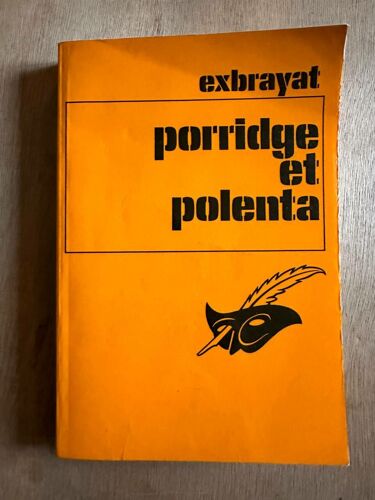 exbrayat
porridge
et
polenta